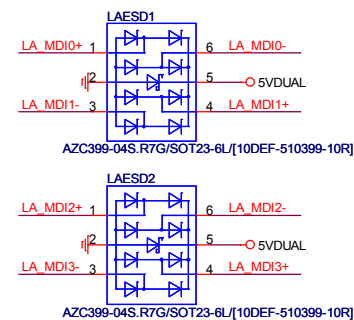 LAESD1
LA_MDI0+ 1 6 LA_MDI0-
2 5 5VDUAL
LA_MDI1- 3 4 LA_MDI1+
AZC399-04S.R7G/SOT23-6L/[10DEF-510399-10R]
LAESD2
LA_MDI2+ 1 6 LA_MDI2-
2 5 5VDUAL
LA_MDI3- 3 4 LA_MDI3+
AZC399-04S.R7G/SOT23-6L/[10DEF-510399-10R]